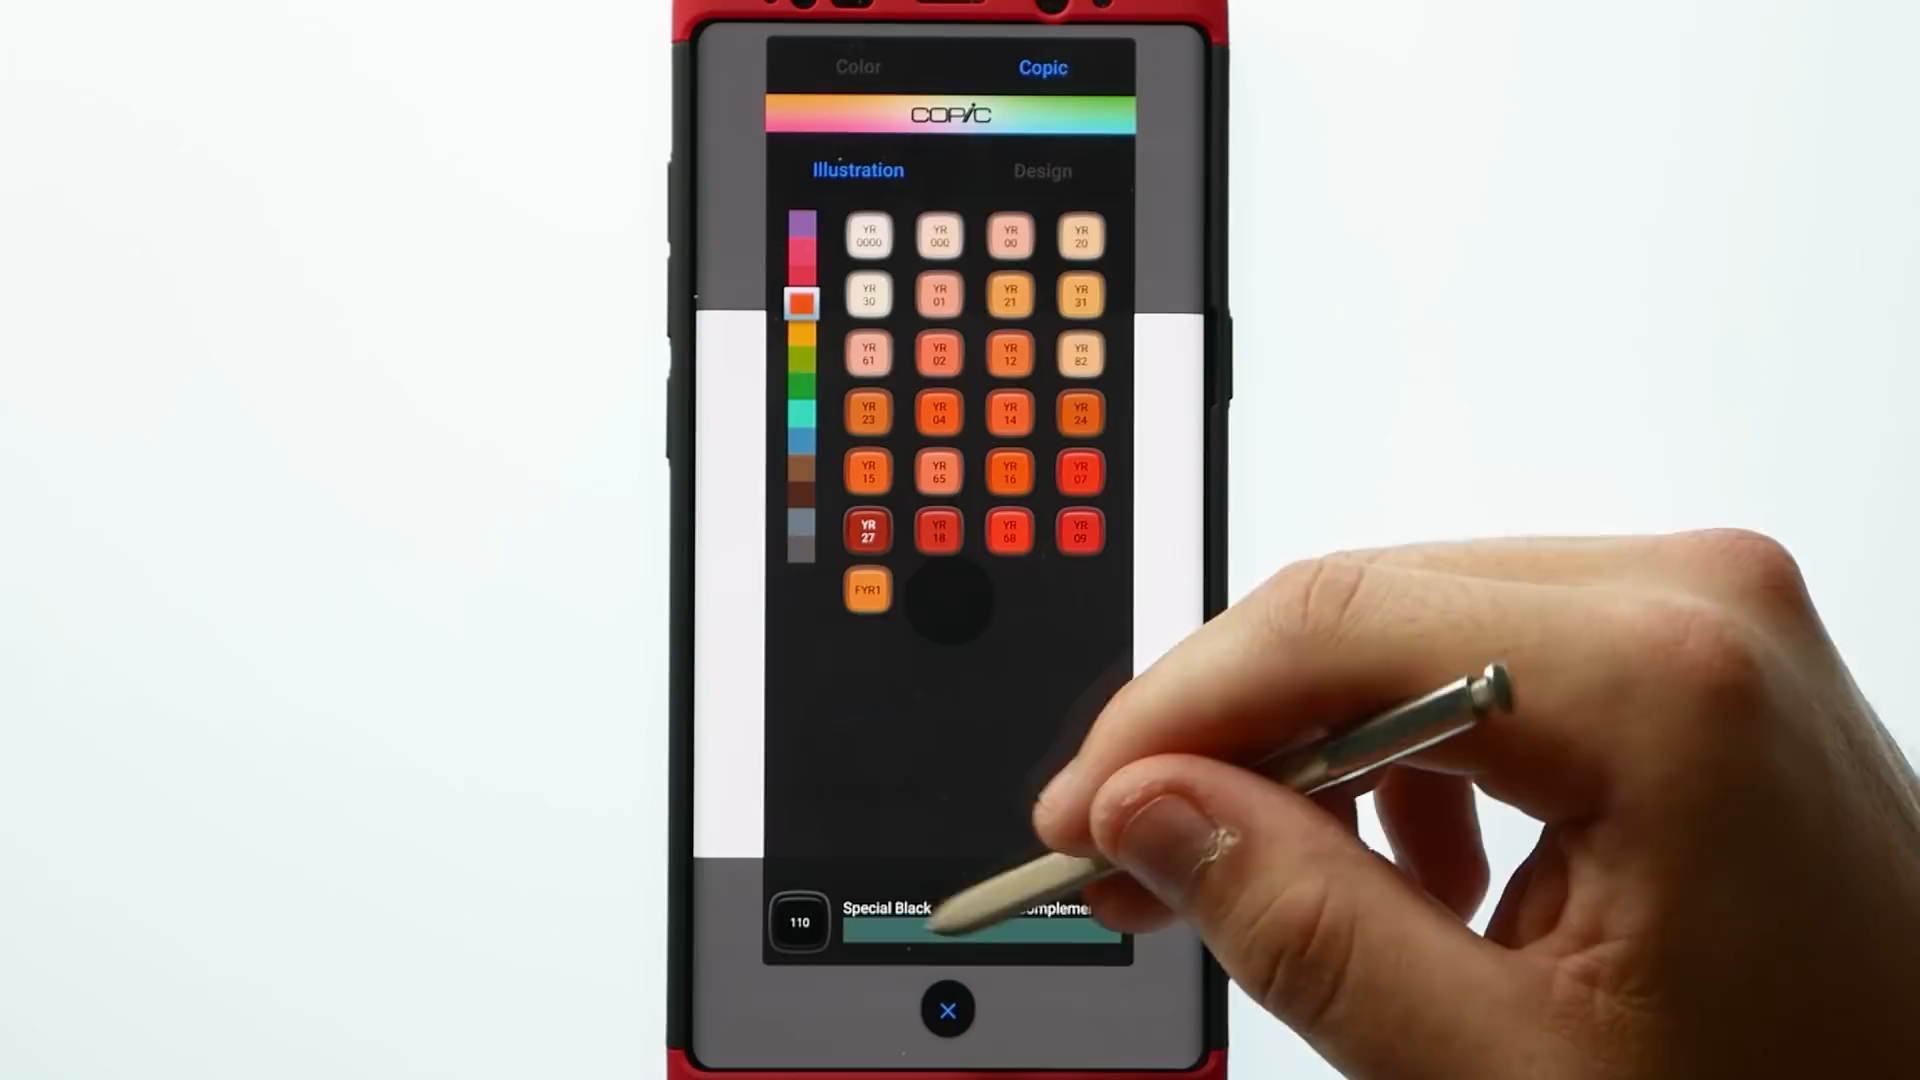 Color Copic
COPIC
Illustration Design
YR 0000 YR 000 YR 00 YR 20
YR 30 YR 01 YR 21 YR 31
YR 61 YR 02 YR 12 YR 82
YR 23 YR 04 YR 14 YR 24
YR 15 YR 65 YR 16 YR 07
YR 27 YR 18 YR 68 YR 09
FYR1
110 Special Black